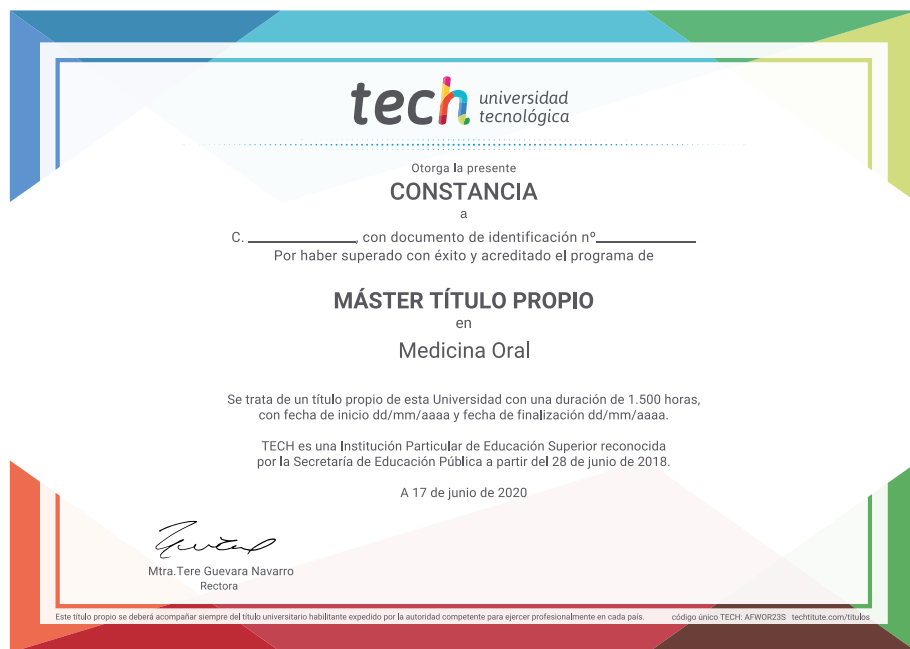 tech universidad
tecnológica
Otorga la presente
CONSTANCIA
a
C. ______________, con documento de identificación nº______________
Por haber superado con éxito y acreditado el programa de
MÁSTER TÍTULO PROPIO
en
Medicina Oral
Se trata de un título propio de esta Universidad con una duración de 1.500 horas,
con fecha de inicio dd/mm/aaaa y fecha de finalización dd/mm/aaaa.
TECH es una Institución Particular de Educación Superior reconocida
por la Secretaría de Educación Pública a partir del 28 de junio de 2018.
A 17 de junio de 2020
Mtra.Tere Guevara Navarro
Rectora
Este título propio se deberá acompañar siempre del título universitario habilitante expedido por la autoridad competente para ejercer profesionalmente en cada país. código único TECH: AFWOR23S techtitute.com/titulos